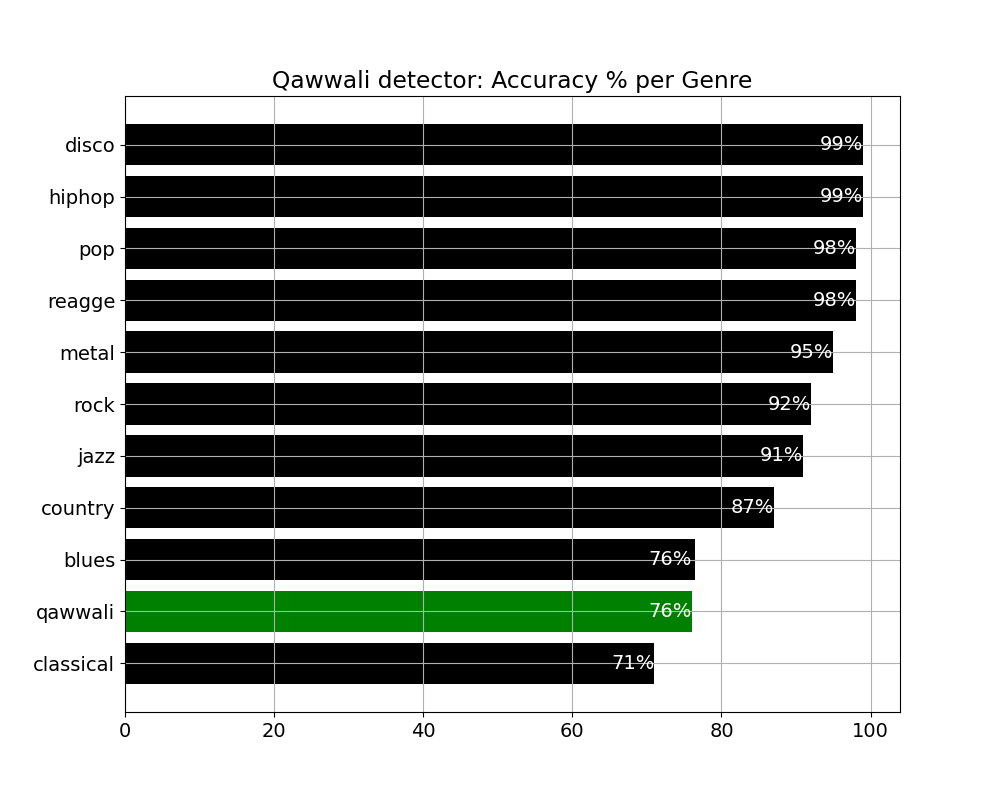 Qawwali detector: Accuracy % per Genre
disco 99%
hiphop 99%
pop 98%
reagge 98%
metal 95%
rock 92%
jazz 91%
country 87%
blues 76%
qawwali 76%
classical 71%
0 20 40 60 80 100